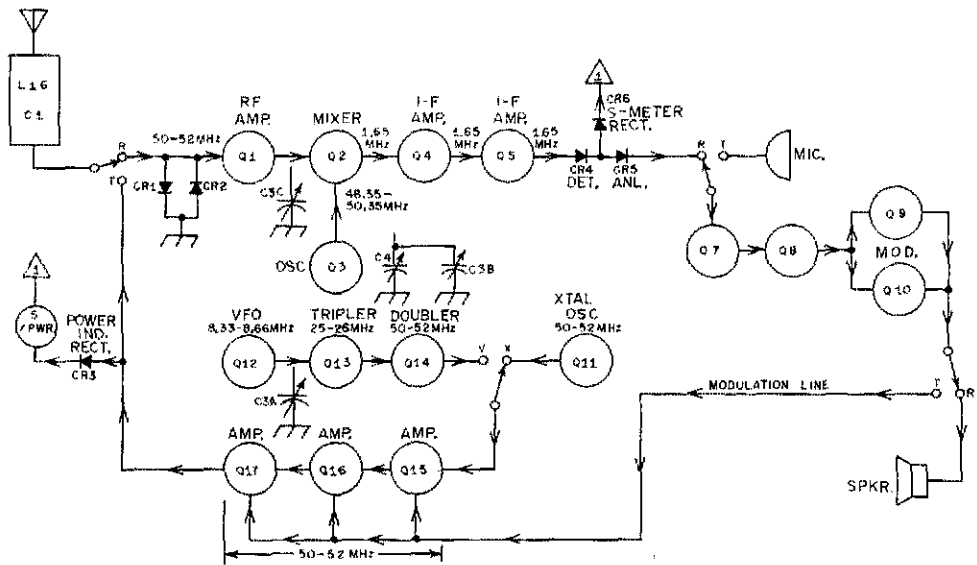 L16
C1
R
T
50-52MHz
CR1
CR2
RF
AMP.
Q1
C3C
MIXER
Q2
1.65
MHz
48.35-
50.35MHz
OSC
Q3
I-F
AMP.
Q4
1.65
MHz
I-F
AMP.
Q5
1.65
MHz
1
CR6
S-METER
RECT.
CR4
DET.
CR5
ANL.
R
T
MIC.
Q7
Q8
Q9
MOD.
Q10
C4
C3B
1
S
/PWR
POWER
IND.
RECT.
CR3
VFO
8.33-8.66MHz
Q12
C3A
TRIPLER
25-26MHz
Q13
DOUBLER
50-52MHz
Q14
V
X
XTAL
OSC
50-52MHz
Q11
MODULATION LINE
T
R
AMP.
Q17
AMP.
Q16
AMP.
Q15
SPKR.
50-52MHz